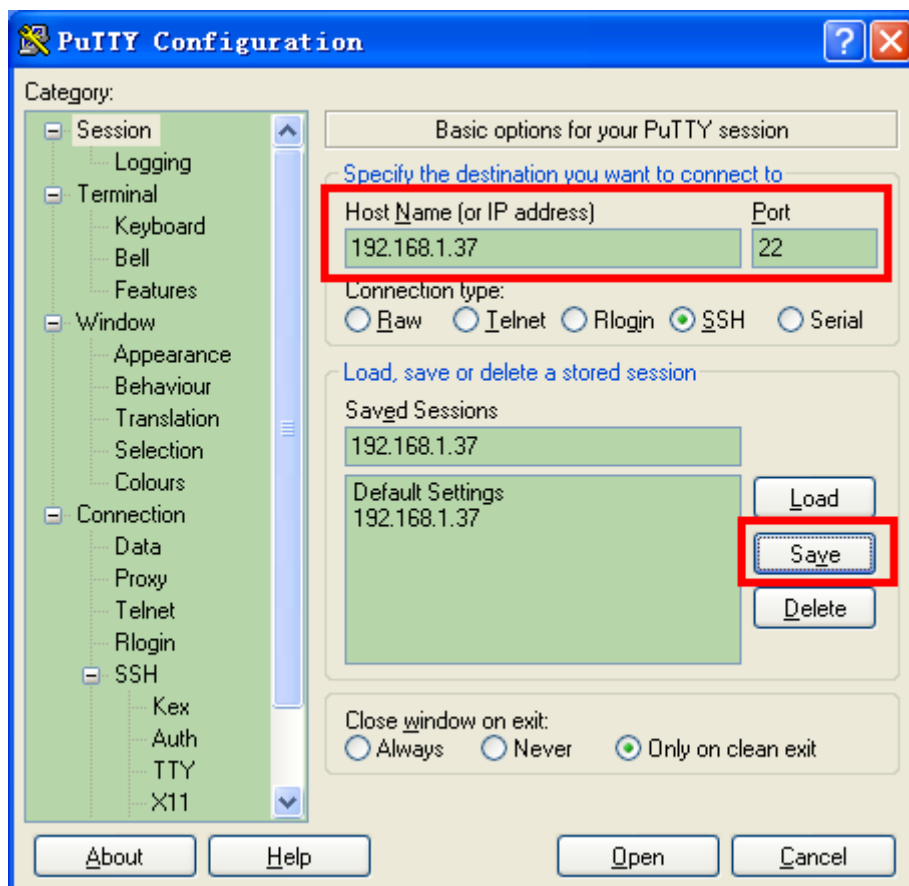 PuTTY Configuration
Category:
Session
Logging
Terminal
Keyboard
Bell
Features
Window
Appearance
Behaviour
Translation
Selection
Colours
Connection
Data
Proxy
Telnet
Rlogin
SSH
Kex
Auth
TTY
X11
Basic options for your PuTTY session
Specify the destination you want to connect to
Host Name (or IP address) Port
192.168.1.37 22
Connection type:
Raw Telnet Rlogin SSH Serial
Load, save or delete a stored session
Saved Sessions
192.168.1.37
Default Settings
192.168.1.37
Load
Save
Delete
Close window on exit:
Always Never Only on clean exit
About Help Open Cancel